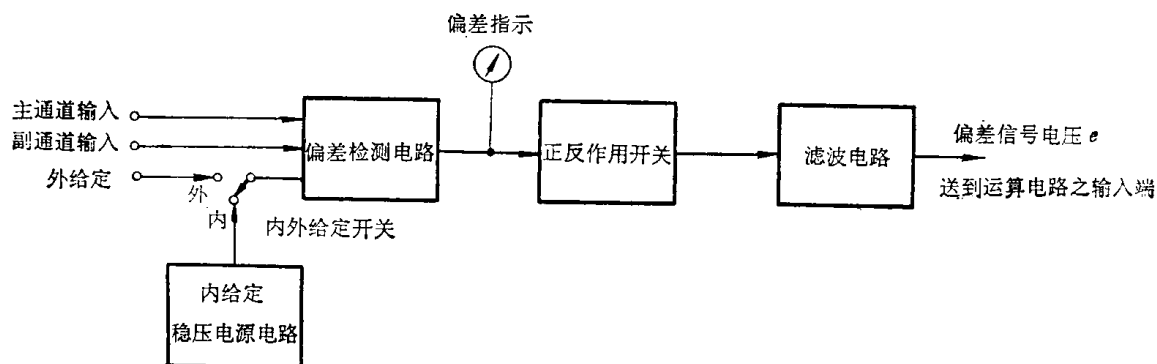 偏差指示
主通道输入
副通道输入
外给定
外
内
内外给定开关
内给定
稳压电源电路
偏差检测电路
正反作用开关
滤波电路
偏差信号电压 e
送到运算电路之输入端